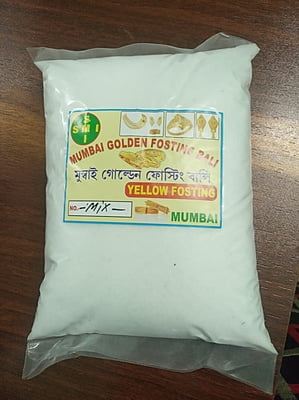 S
SMI
I
MUMBAI GOLDEN FOSTING BALI
মুম্বাই গোল্ডেন ফোস্টিং বালি
YELLOW FOSTING
NO. -MIX-
MUMBAI